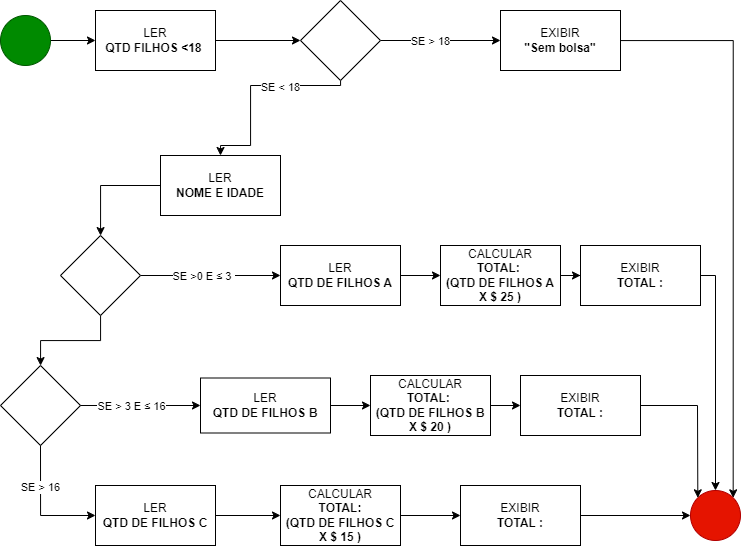 LER
QTD FILHOS <18
SE > 18
EXIBIR
"Sem bolsa"
SE < 18
LER
NOME E IDADE
SE >0 E ≤ 3
LER
QTD DE FILHOS A
CALCULAR
TOTAL:
(QTD DE FILHOS A
X $ 25 )
EXIBIR
TOTAL :
SE > 3 E ≤ 16
LER
QTD DE FILHOS B
CALCULAR
TOTAL:
(QTD DE FILHOS B
X $ 20 )
EXIBIR
TOTAL :
SE > 16
LER
QTD DE FILHOS C
CALCULAR
TOTAL:
(QTD DE FILHOS C
X $ 15 )
EXIBIR
TOTAL :